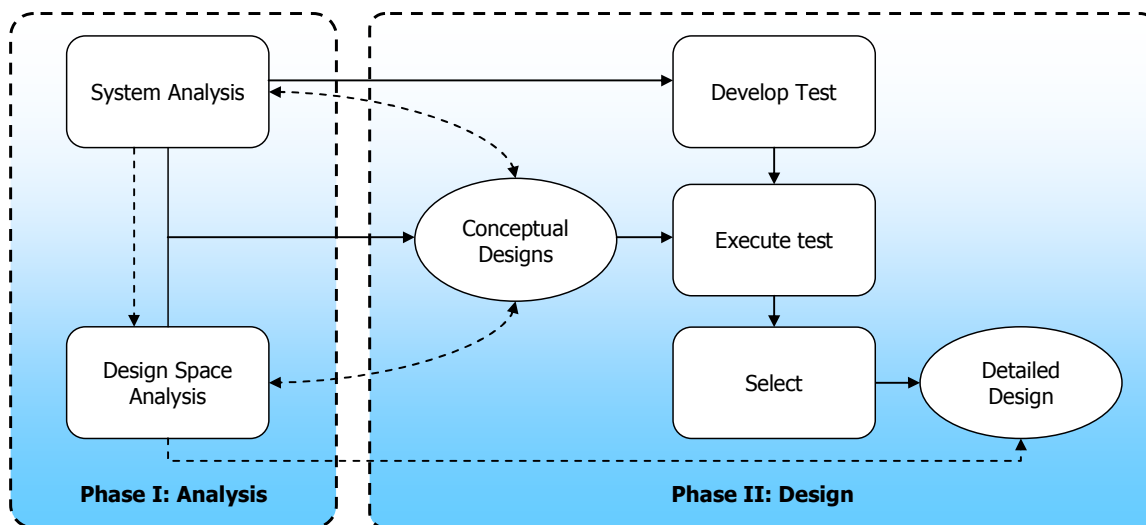 System Analysis
Develop Test
Conceptual
Designs
Execute test
Design Space
Analysis
Select
Detailed
Design
Phase I: Analysis
Phase II: Design